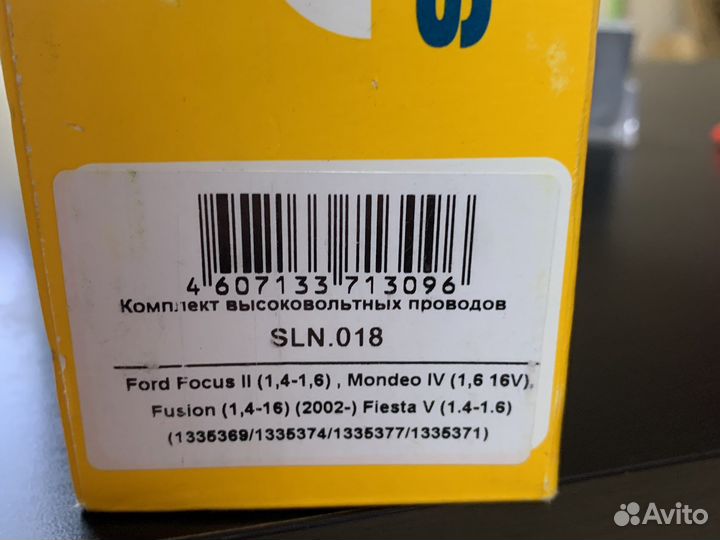 S
4 607133 713096
Комплект высоковольтных проводов
SLN.018
Ford Focus II (1,4-1,6) , Mondeo IV (1,6 16V),
Fusion (1,4-16) (2002-) Fiesta V (1.4-1.6)
(1335369/1335374/1335377/1335371)
Avito